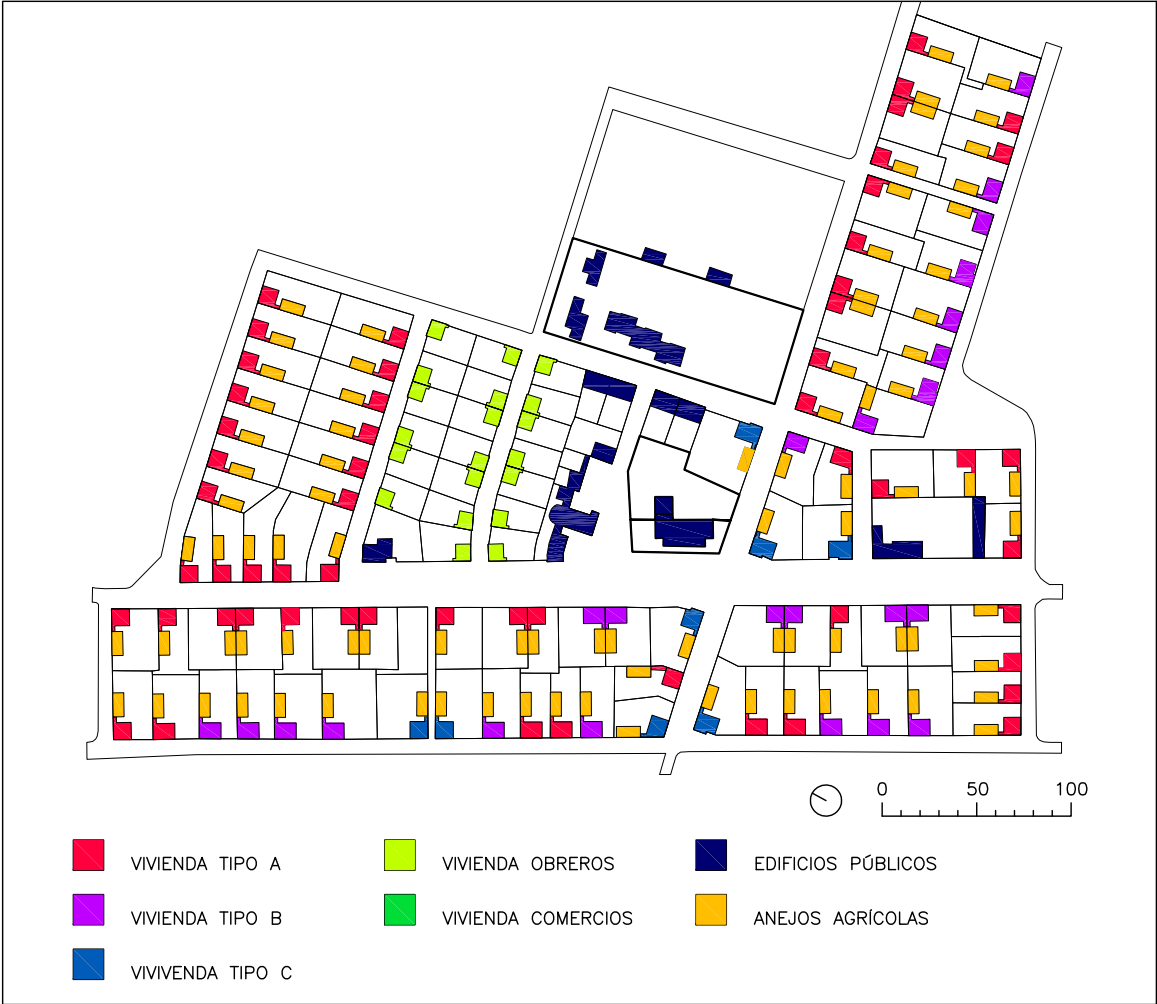 0 50 100
VIVIENDA TIPO A
VIVIENDA OBREROS
EDIFICIOS PÚBLICOS
VIVIENDA TIPO B
VIVIENDA COMERCIOS
ANEJOS AGRÍCOLAS
VIVIVENDA TIPO C